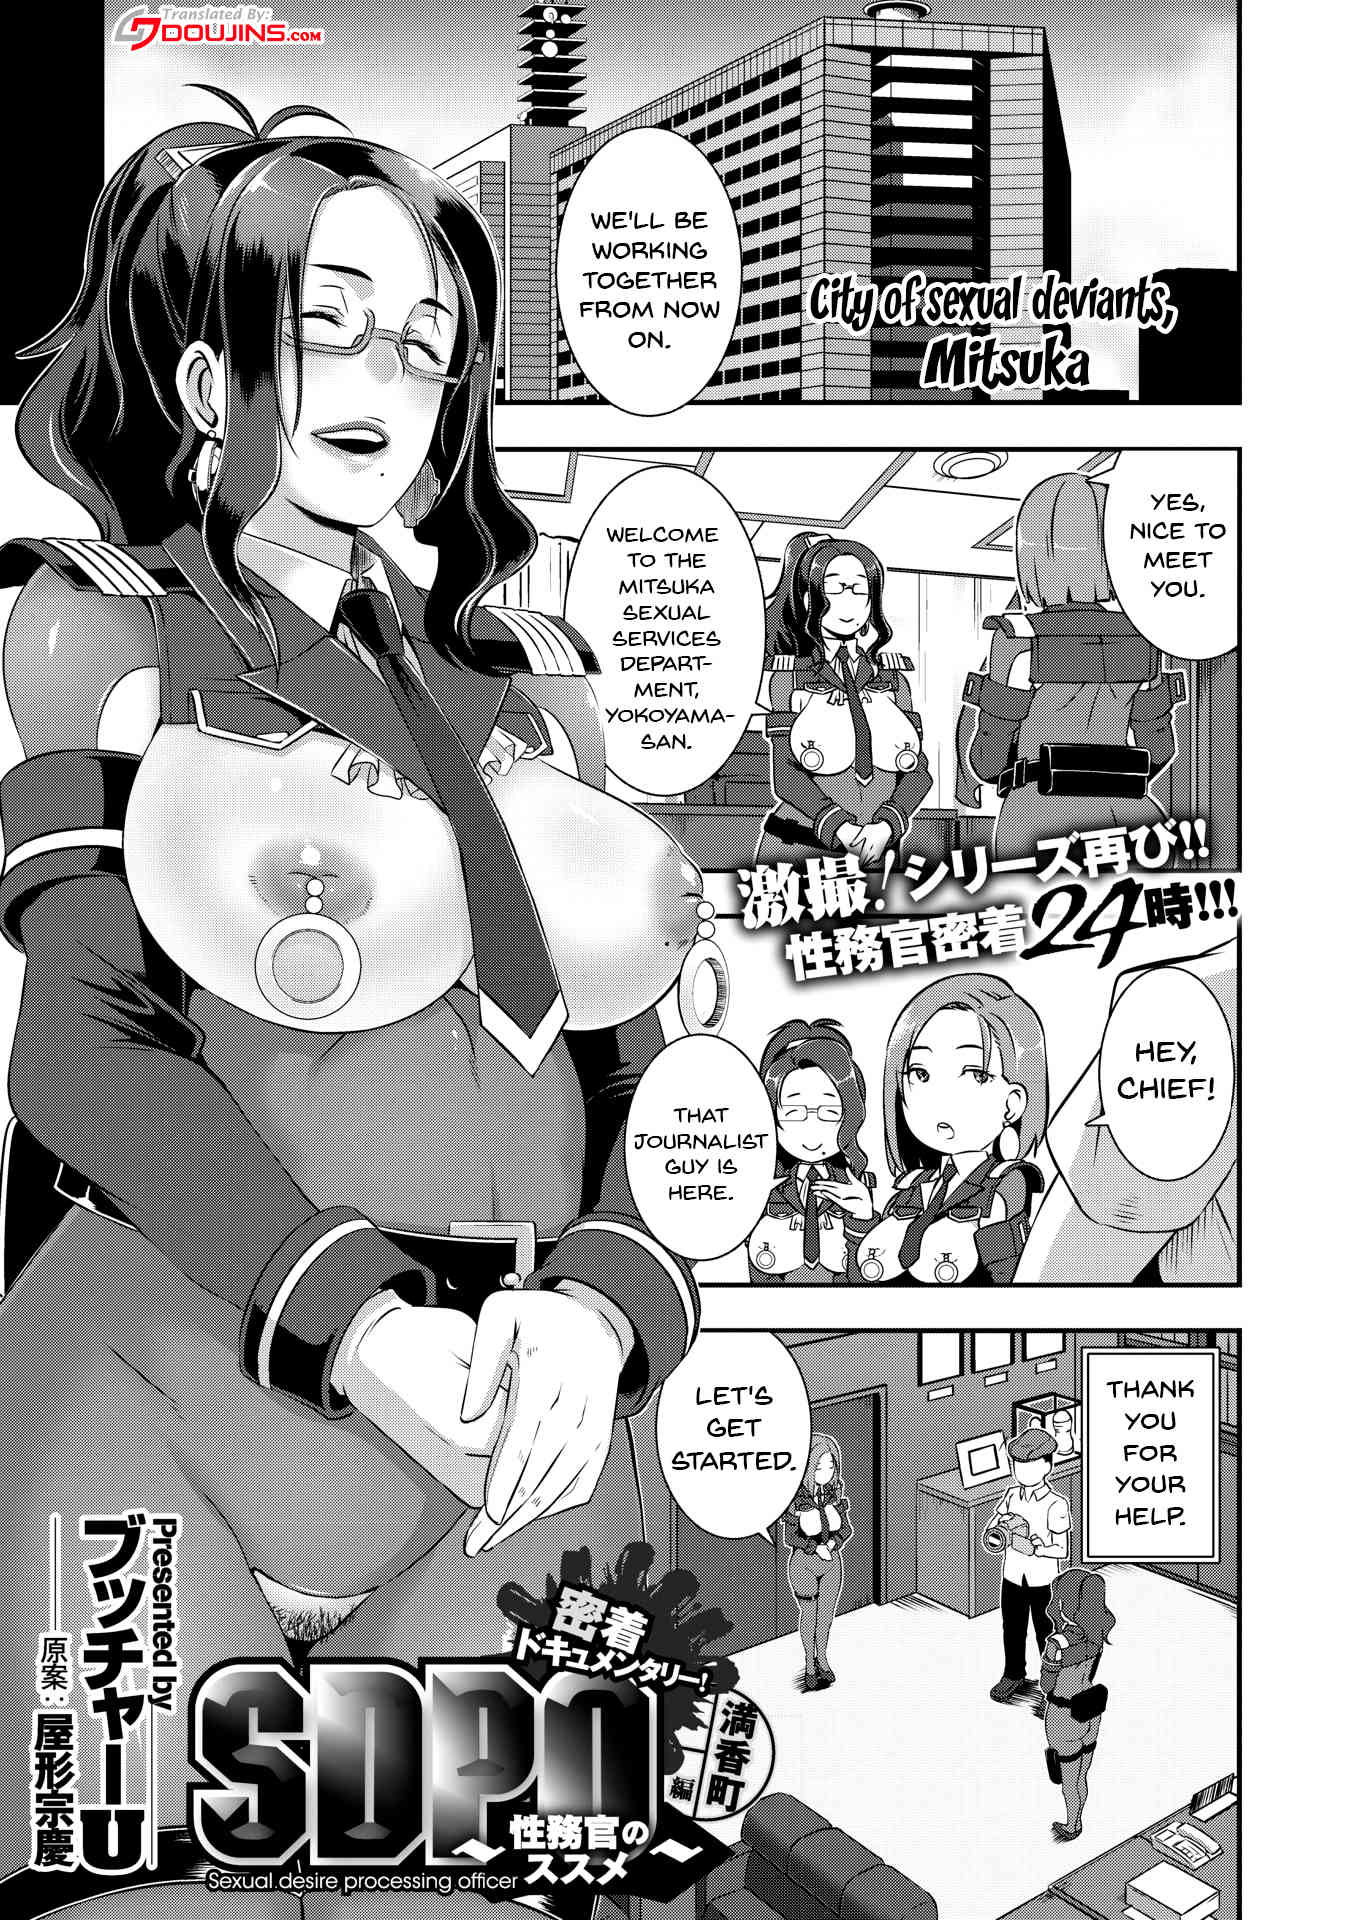 Translated By:
DOUJINS.COM
WE'LL BE
WORKING
TOGETHER
FROM NOW
ON.
City of sexual deviants,
Mitsuka
YES,
NICE TO
MEET
YOU.
WELCOME
TO THE
MITSUKA
SEXUAL
SERVICES
DEPART-
MENT,
YOKOYAMA-
SAN.
激撮！シリーズ再び!!
性務官密着24時!!!
HEY,
CHIEF!
THAT
JOURNALIST
GUY IS
HERE.
THANK
YOU
FOR
YOUR
HELP.
LET'S
GET
STARTED.
Presented by
ブッチャーU
原案：屋形宗慶
密着
ドキュメンタリー！
満香町
編
SDPO
〜性務官の
ススメ〜
Sexual desire processing officer